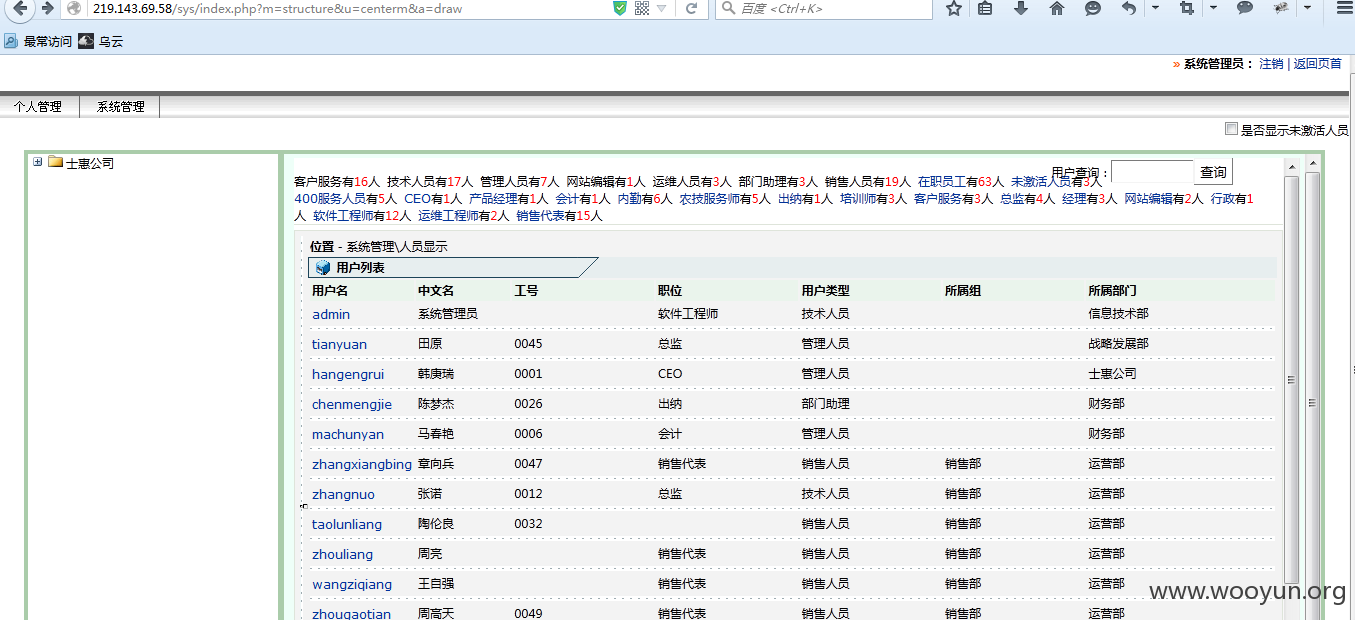 219.143.69.58/sys/index.php?m=structure&u=centerm&a=draw
百度 <Ctrl+K>
最常访问 乌云
» 系统管理员： 注销 | 返回页首
个人管理 系统管理
是否显示未激活人员
士惠公司
用户查询： 查询
客户服务有16人 技术人员有17人 管理人员有7人 网站编辑有1人 运维人员有3人 部门助理有3人 销售人员有19人 在职员工有63人 未激活人员有3人
400服务人员有5人 CEO有1人 产品经理有1人 会计有1人 内勤有6人 农技服务师有5人 出纳有1人 培训师有3人 客户服务有3人 总监有4人 经理有3人 网站编辑有2人 行政有1
人 软件工程师有12人 运维工程师有2人 销售代表有15人
位置 - 系统管理\人员显示
用户列表
用户名 中文名 工号 职位 用户类型 所属组 所属部门
admin 系统管理员 软件工程师 技术人员 信息技术部
tianyuan 田原 0045 总监 管理人员 战略发展部
hangengrui 韩庚瑞 0001 CEO 管理人员 士惠公司
chenmengjie 陈梦杰 0026 出纳 部门助理 财务部
machunyan 马春艳 0006 会计 管理人员 财务部
zhangxiangbing 章向兵 0047 销售代表 销售人员 销售部 运营部
zhangnuo 张诺 0012 总监 技术人员 销售部 运营部
taolunliang 陶伦良 0032 销售人员 销售部 运营部
zhouliang 周亮 销售代表 销售人员 销售部 运营部
wangziqiang 王自强 销售代表 销售人员 销售部 运营部
zhougaotian 周高天 0049 销售代表 销售人员 销售部 运营部
www.wooyun.org